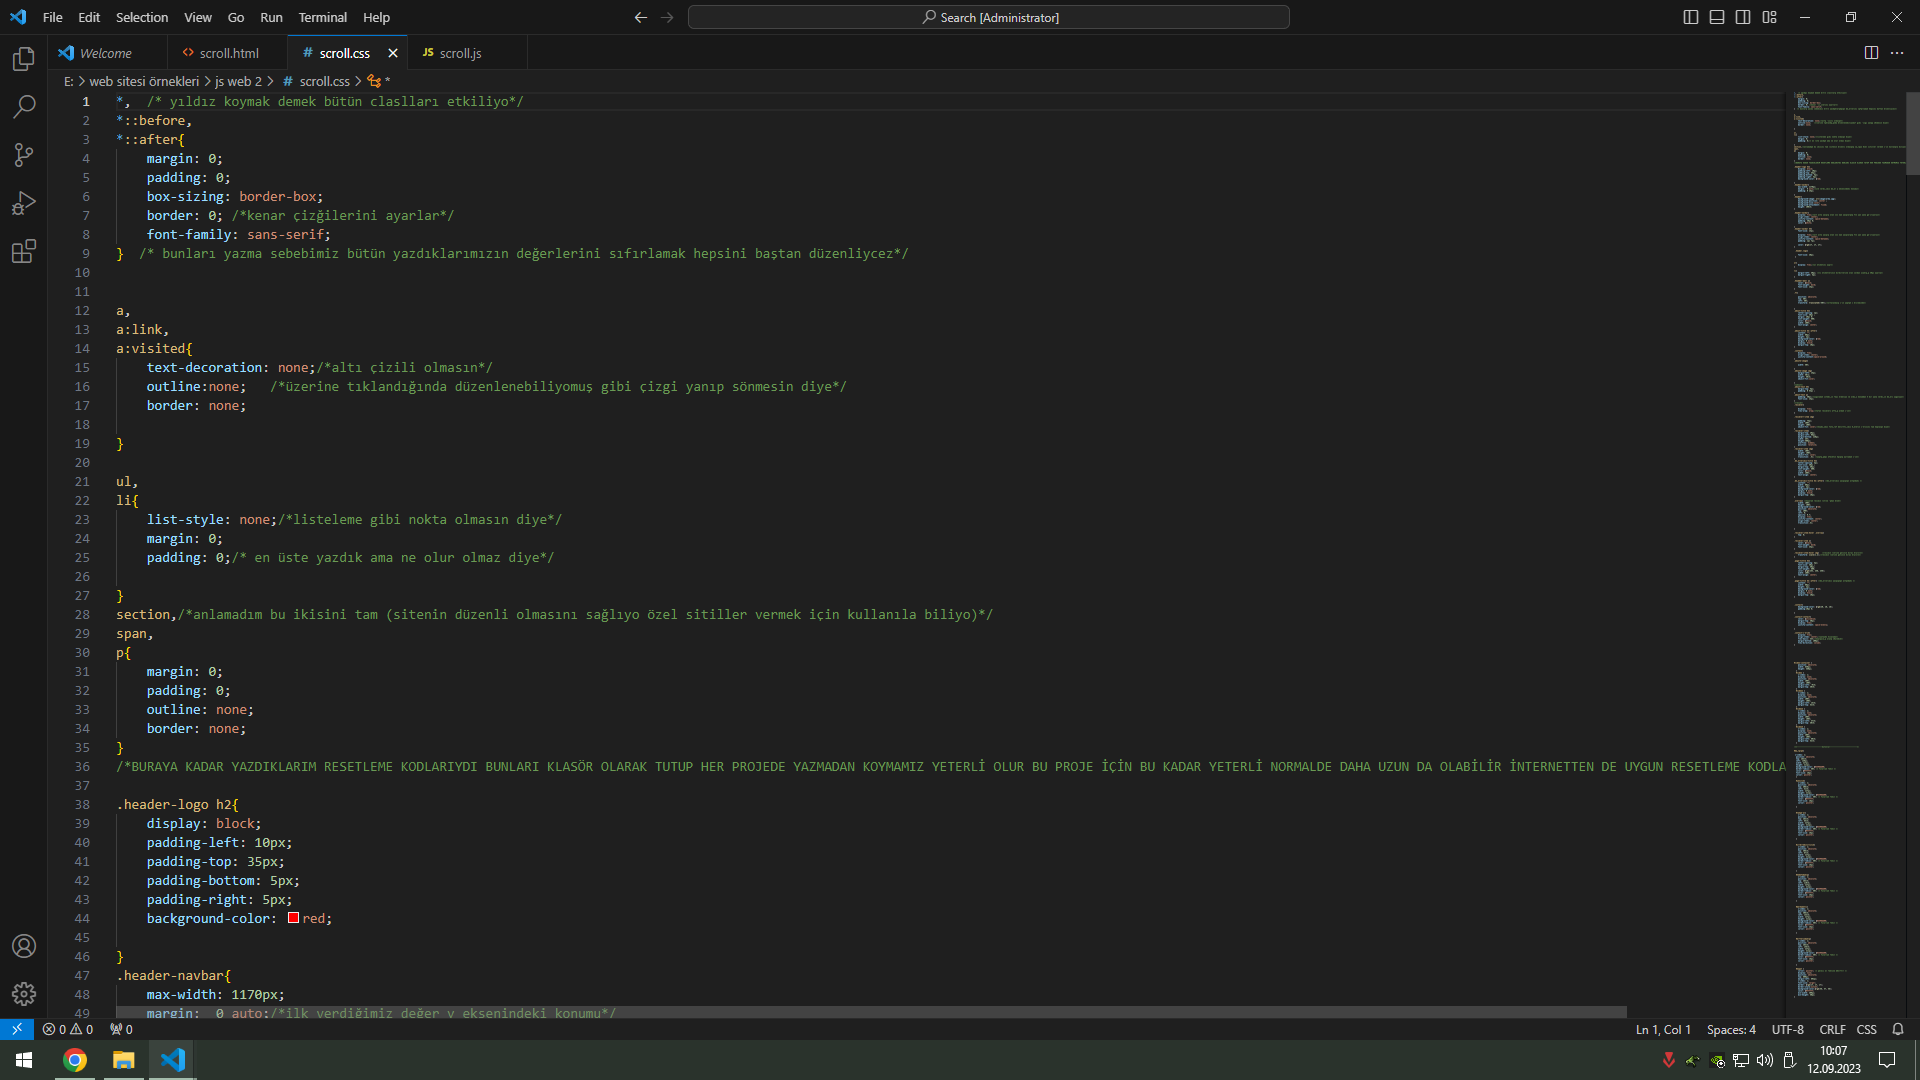 File Edit Selection View Go Run Terminal Help
Search [Administrator]
Welcome scroll.html # scroll.css JS scroll.js
E: > web sitesi örnekleri > js web 2 > # scroll.css > *
1 *,  /* yıldız koymak demek bütün claslları etkiliyo*/
2 *::before,
3 *::after{
4     margin: 0;
5     padding: 0;
6     box-sizing: border-box;
7     border: 0; /*kenar çizğilerini ayarlar*/
8     font-family: sans-serif;
9 }  /* bunları yazma sebebimiz bütün yazdıklarımızın değerlerini sıfırlamak hepsini baştan düzenliycez*/
10
11
12 a,
13 a:link,
14 a:visited{
15     text-decoration: none;/*altı çizili olmasın*/
16     outline:none;   /*üzerine tıklandığında düzenlenebiliyomuş gibi çizgi yanıp sönmesin diye*/
17     border: none;
18
19 }
20
21 ul,
22 li{
23     list-style: none;/*listeleme gibi nokta olmasın diye*/
24     margin: 0;
25     padding: 0;/* en üste yazdık ama ne olur olmaz diye*/
26
27 }
28 section,/*anlamadım bu ikisini tam (sitenin düzenli olmasını sağlıyo özel sitiller vermek için kullanıla biliyo)*/
29 span,
30 p{
31     margin: 0;
32     padding: 0;
33     outline: none;
34     border: none;
35 }
36 /*BURAYA KADAR YAZDIKLARIM RESETLEME KODLARIYDI BUNLARI KLASÖR OLARAK TUTUP HER PROJEDE YAZMADAN KOYMAMIZ YETERLİ OLUR BU PROJE İÇİN BU KADAR YETERLİ NORMALDE DAHA UZUN DA OLABİLİR İNTERNETTEN DE UYGUN RESETLEME KODLA
37
38 .header-logo h2{
39     display: block;
40     padding-left: 10px;
41     padding-top: 35px;
42     padding-bottom: 5px;
43     padding-right: 5px;
44     background-color: red;
45
46 }
47 .header-navbar{
48     max-width: 1170px;
49     margin:  0 auto;/*ilk verdiğimiz değer y eksenindeki konumu*/
0 0 0 Ln 1, Col 1 Spaces: 4 UTF-8 CRLF CSS
10:07
12.09.2023